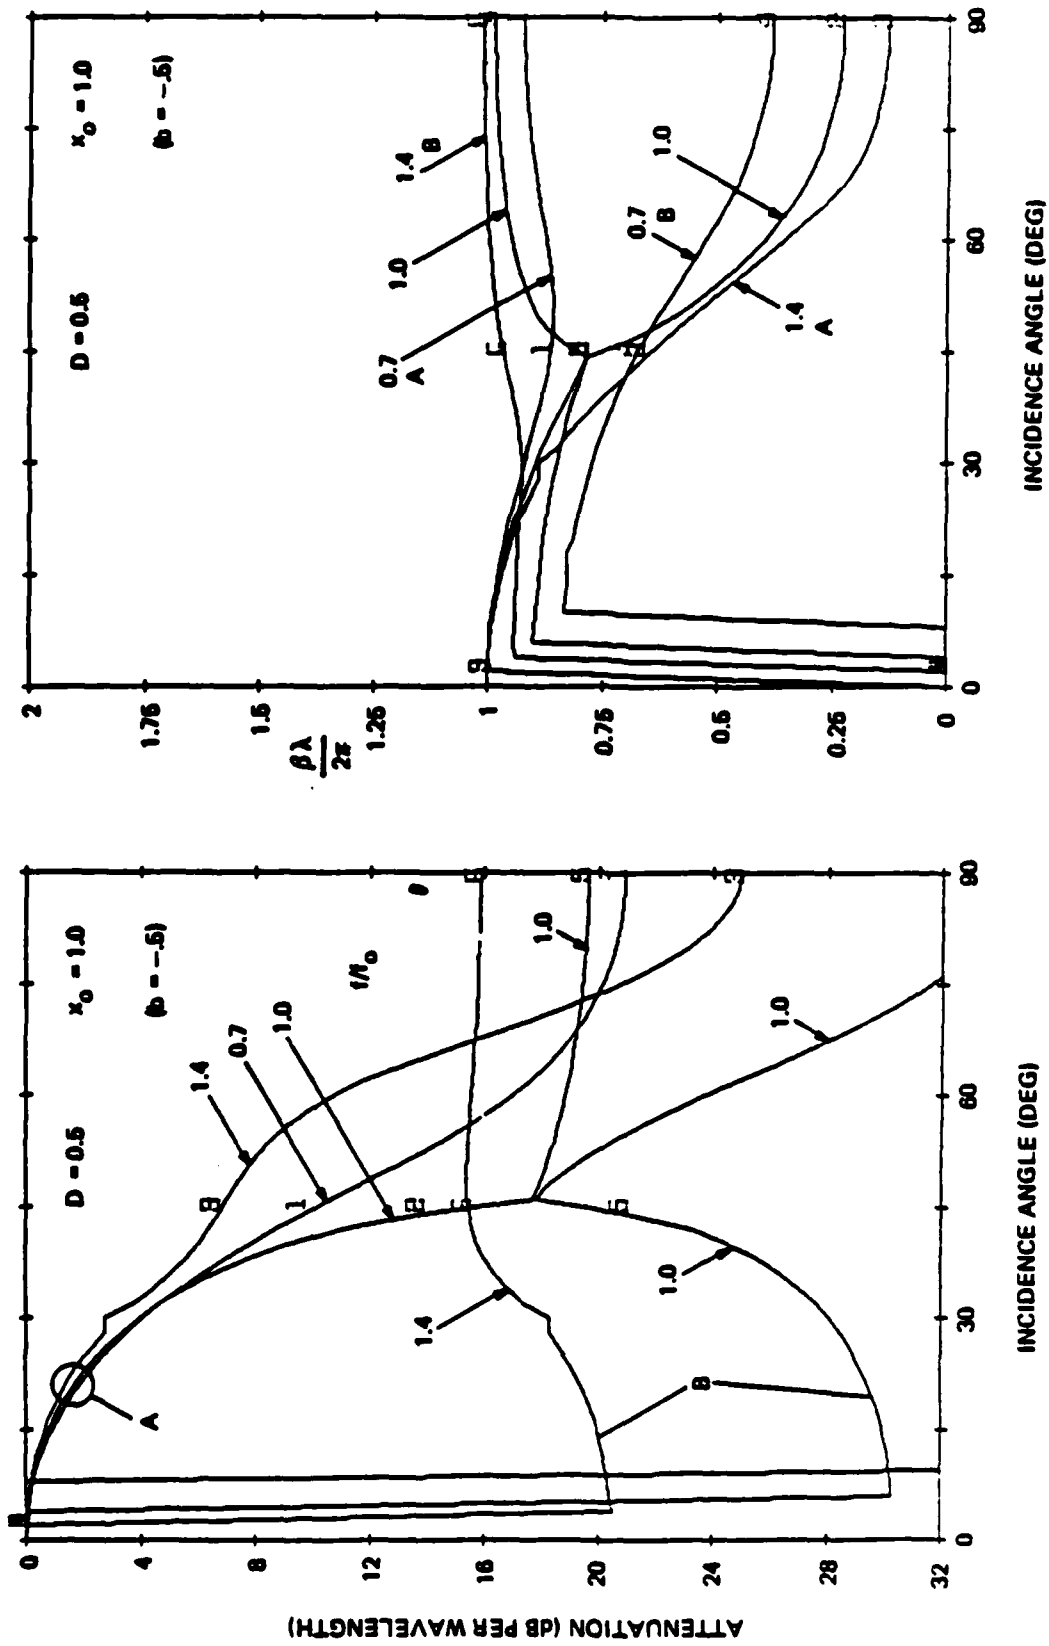 ATTENUATION (dB PER WAVELENGTH)
0
4
8
12
16
20
24
28
32
0
30
60
90
INCIDENCE ANGLE (DEG)
D = 0.5
x₀ = 1.0
(b = -.5)
f/f₀
1.4
0.7
1.0
A
1.4
B
1.0
1.0
1.0
βλ
2π
2
1.75
1.5
1.25
1
0.75
0.5
0.25
0
0
30
60
90
INCIDENCE ANGLE (DEG)
D = 0.5
x₀ = 1.0
(b = -.5)
1.4
B
1.0
0.7
A
0.7
B
1.0
1.4
A